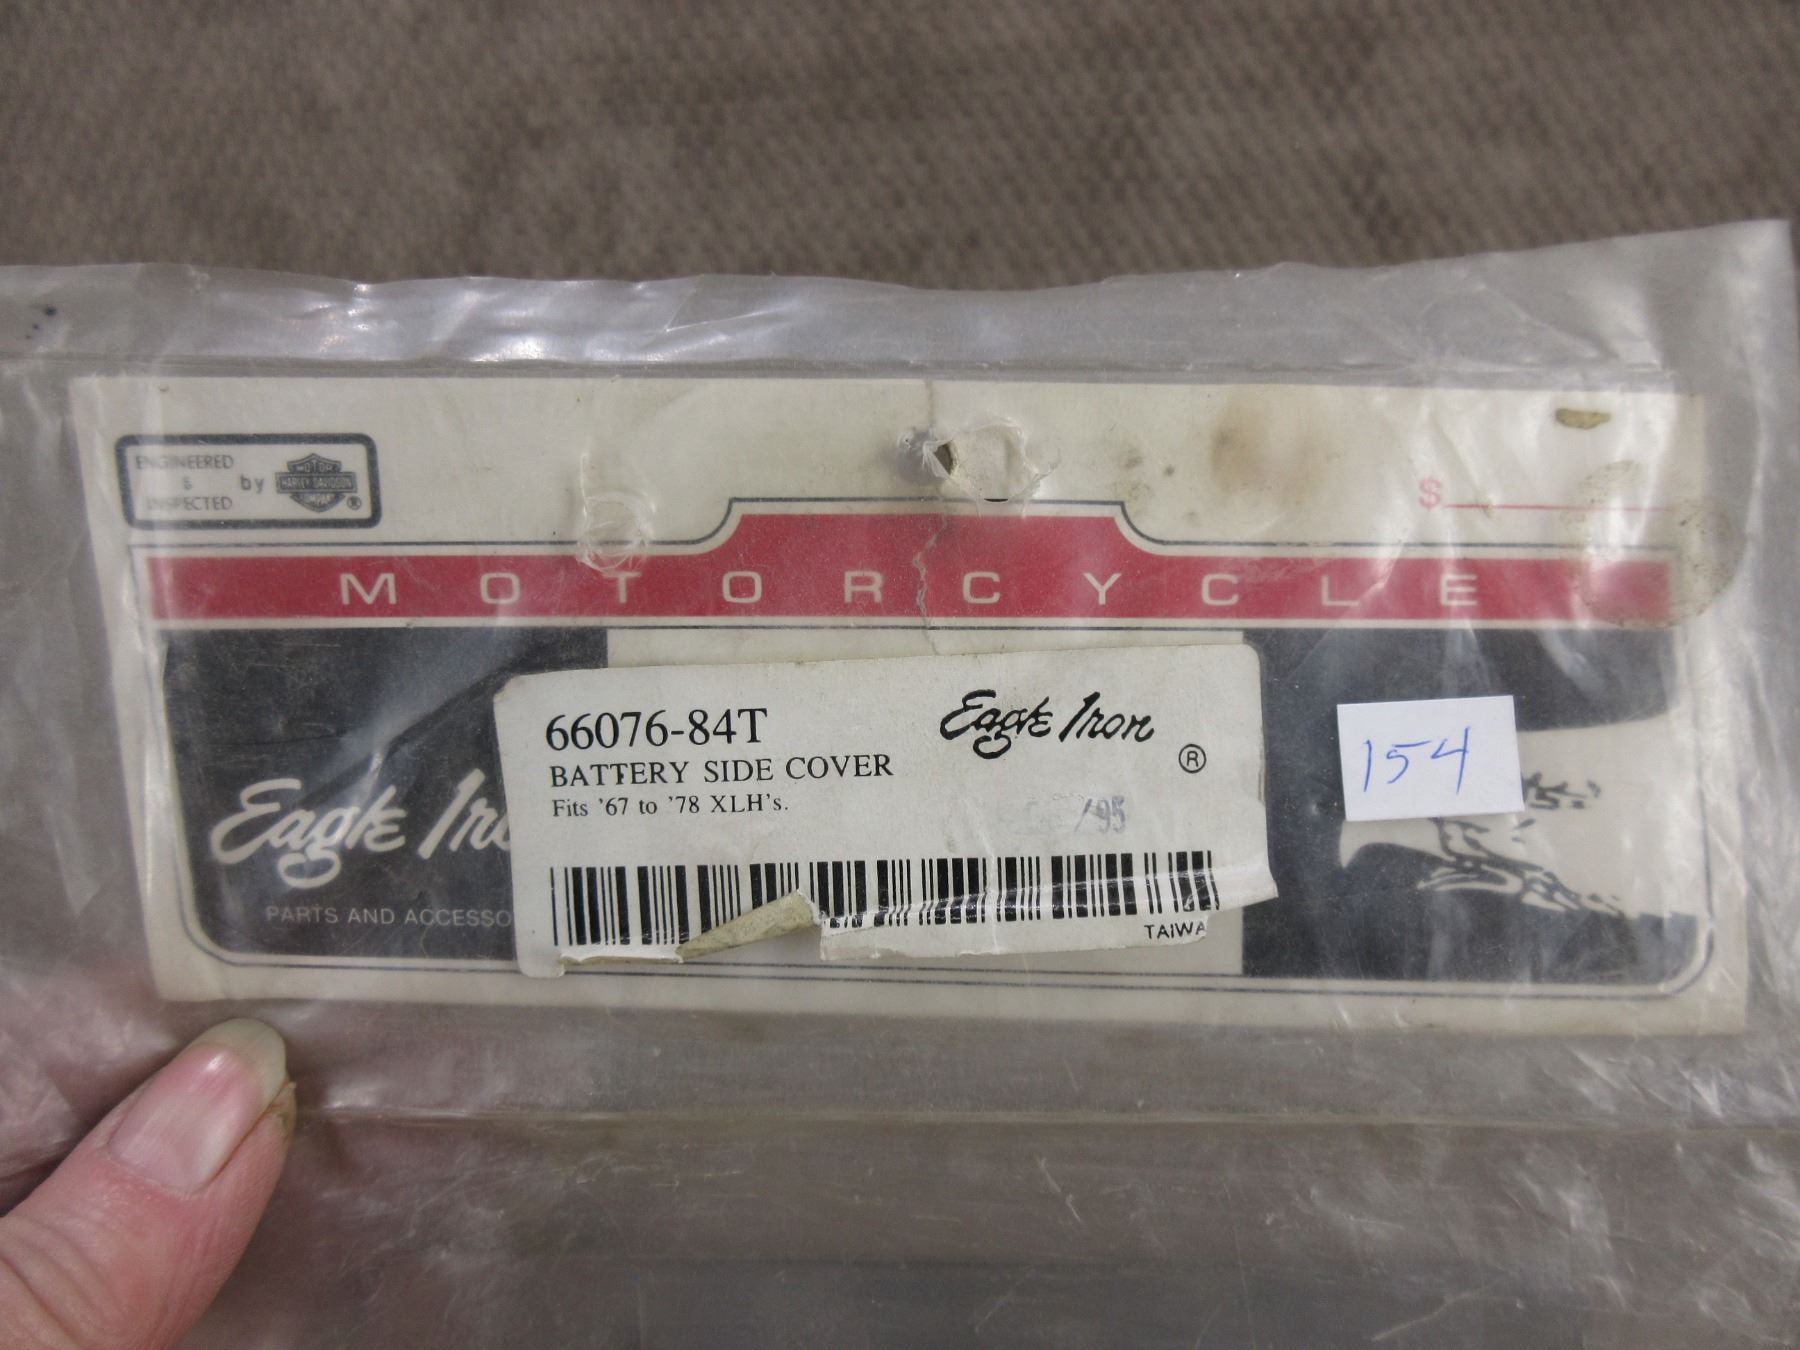 ENGINEERED
&
INSPECTED
by
MOTOR
HARLEY-DAVIDSON
COMPANY
®
$
MOTORCYCLE
66076-84T
Eagle Iron
®
BATTERY SIDE COVER
Fits '67 to '78 XLH's.
/95
154
Eagle Iro
PARTS AND ACCESSO
TAIWA